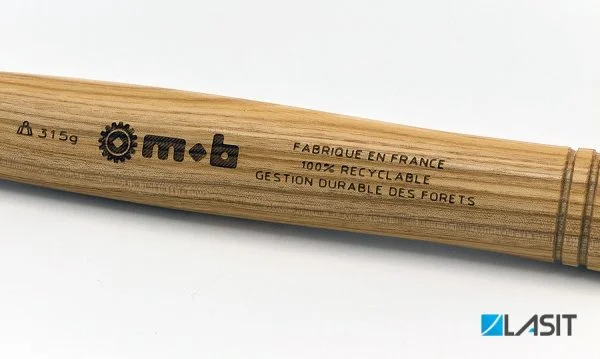 315g
m◆b
FABRIQUE EN FRANCE
100% RECYCLABLE
GESTION DURABLE DES FORETS
LASIT